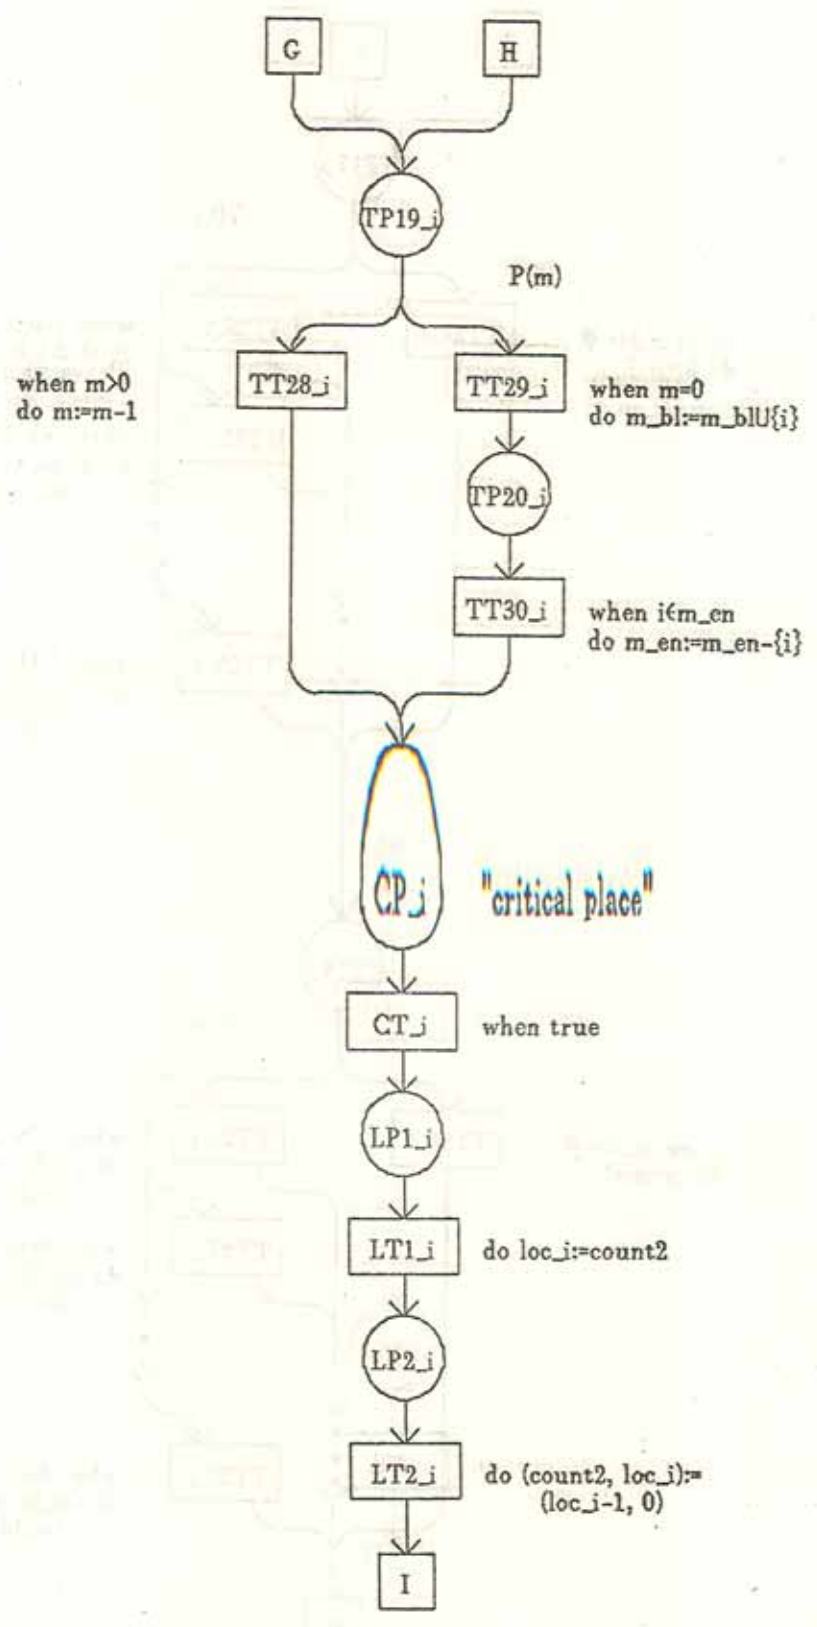 G
H
TP19_i
P(m)
TT28_i
TT29_i
when m>0
do m:=m-1
when m=0
do m_bl:=m_bl∪{i}
TP20_i
TT30_i
when i∈m_en
do m_en:=m_en-{i}
CP_i
"critical place"
CT_i
when true
LP1_i
LT1_i
do loc_i:=count2
LP2_i
LT2_i
do (count2, loc_i):=
(loc_i-1, 0)
I